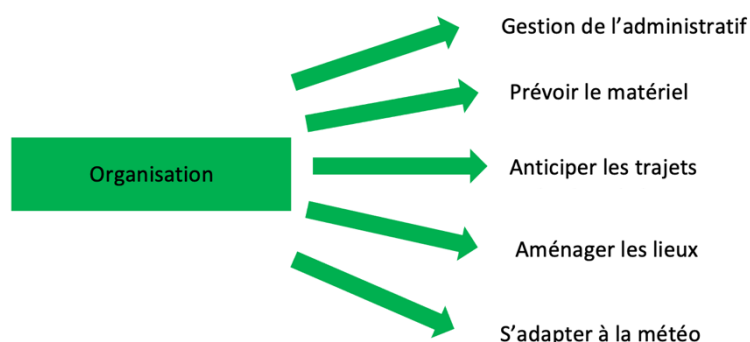 Gestion de l’administratif
Prévoir le matériel
Organisation
Anticiper les trajets
Aménager les lieux
S’adapter à la météo